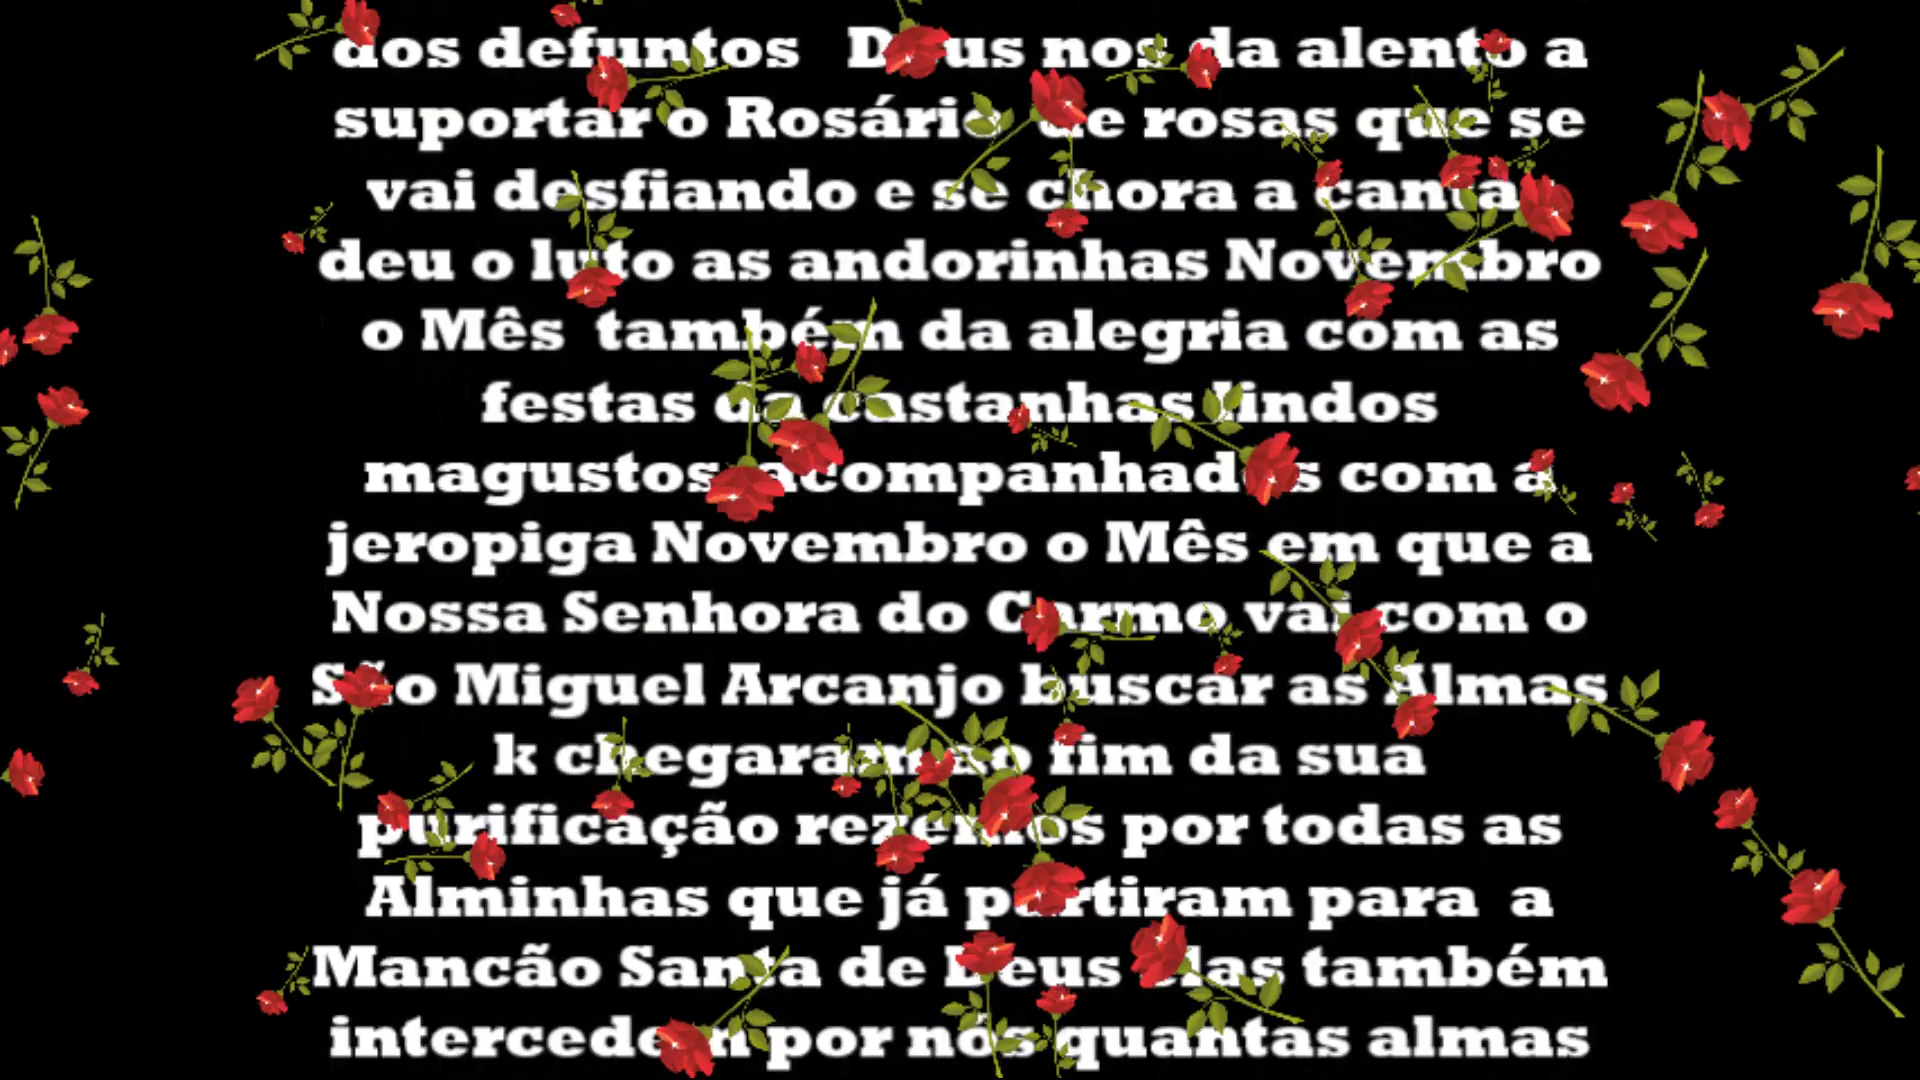 dos defuntos Deus nos da alento a
suportar o Rosário de rosas que se
vai desfiando e se chora a canta
deu o luto as andorinhas Novembro
o Mês também da alegria com as
festas da castanhas lindos
magustos acompanhados com a
jeropiga Novembro o Mês em que a
Nossa Senhora do Carmo vai com o
São Miguel Arcanjo buscar as Almas
k chegaram ao fim da sua
purificação rezemos por todas as
Alminhas que já partiram para a
Mancão Santa de Deus elas também
intercedem por nós quantas almas